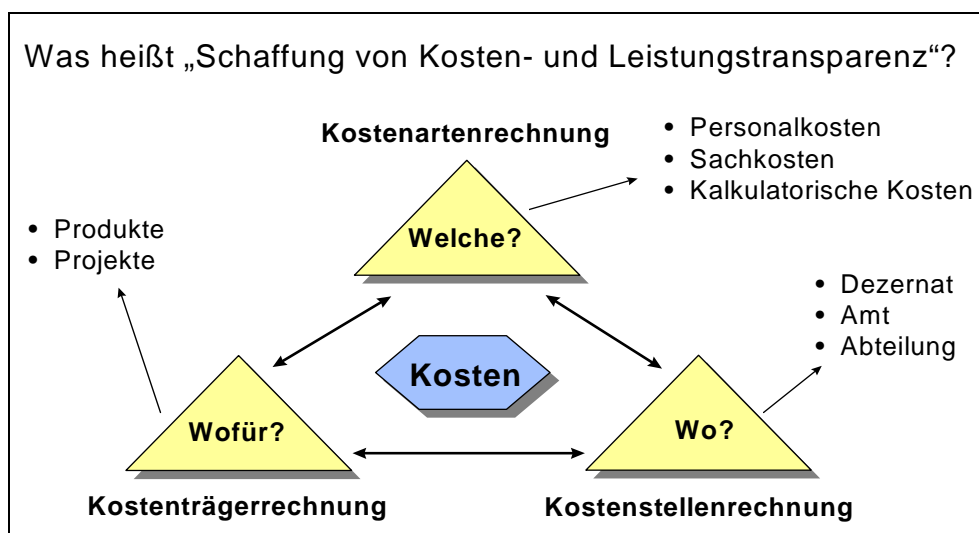 Was heißt „Schaffung von Kosten- und Leistungstransparenz“?
Kostenartenrechnung
• Personalkosten
• Sachkosten
• Kalkulatorische Kosten
Welche?
• Produkte
• Projekte
• Dezernat
• Amt
• Abteilung
Kosten
Wofür?
Wo?
Kostenträgerrechnung
Kostenstellenrechnung